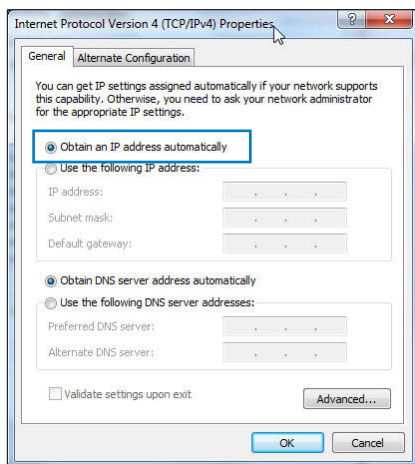 Internet Protocol Version 4 (TCP/IPv4) Properties
General
Alternate Configuration
You can get IP settings assigned automatically if your network supports
this capability. Otherwise, you need to ask your network administrator
for the appropriate IP settings.
Obtain an IP address automatically
Use the following IP address:
IP address:
Subnet mask:
Default gateway:
Obtain DNS server address automatically
Use the following DNS server addresses:
Preferred DNS server:
Alternate DNS server:
Validate settings upon exit
Advanced...
OK
Cancel